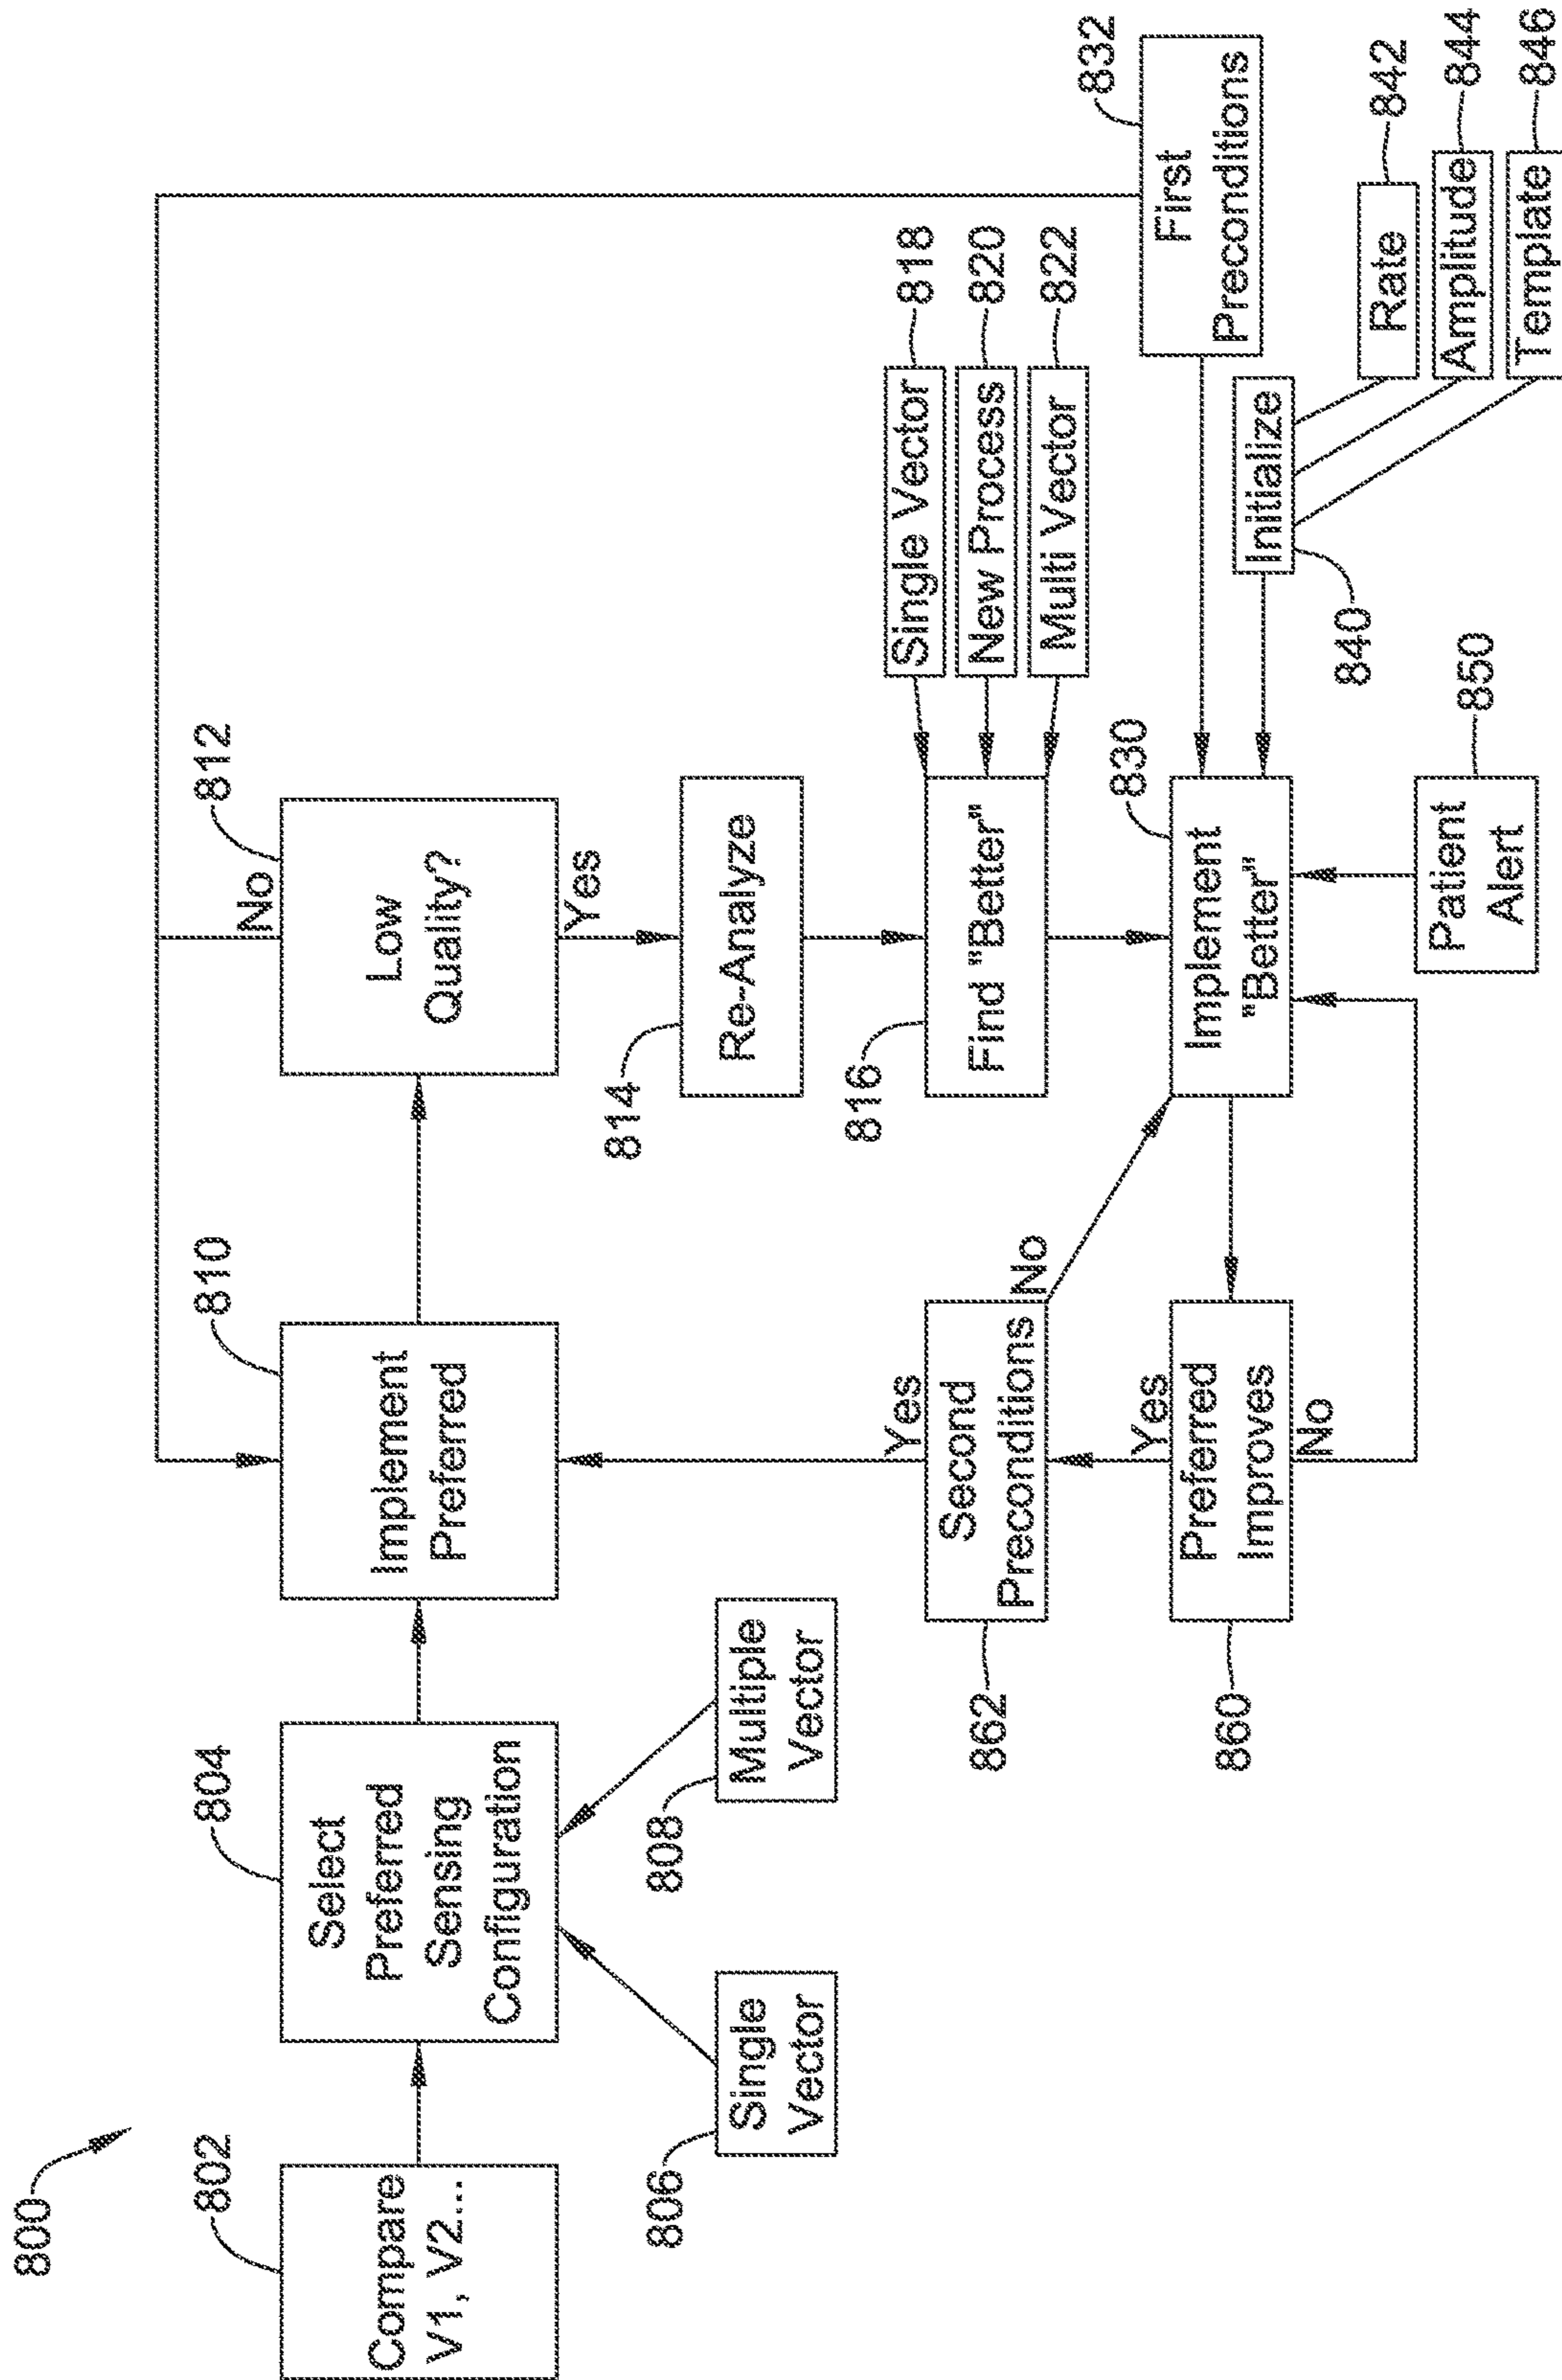 800
802
Compare
V1, V2...
804
Select
Preferred
Sensing
Configuration
806
Single
Vector
808
Multiple
Vector
810
Implement
Preferred
812
No
Low
Quality?
Yes
814
Re-Analyze
816
Find "Better"
Single Vector
818
New Process
820
Multi Vector
822
830
Implement
"Better"
832
First
Preconditions
Initialize
840
Rate
842
Amplitude
844
Template
846
Patient
Alert
850
Yes
Second
Preconditions
No
862
Yes
Preferred
Improves
No
860